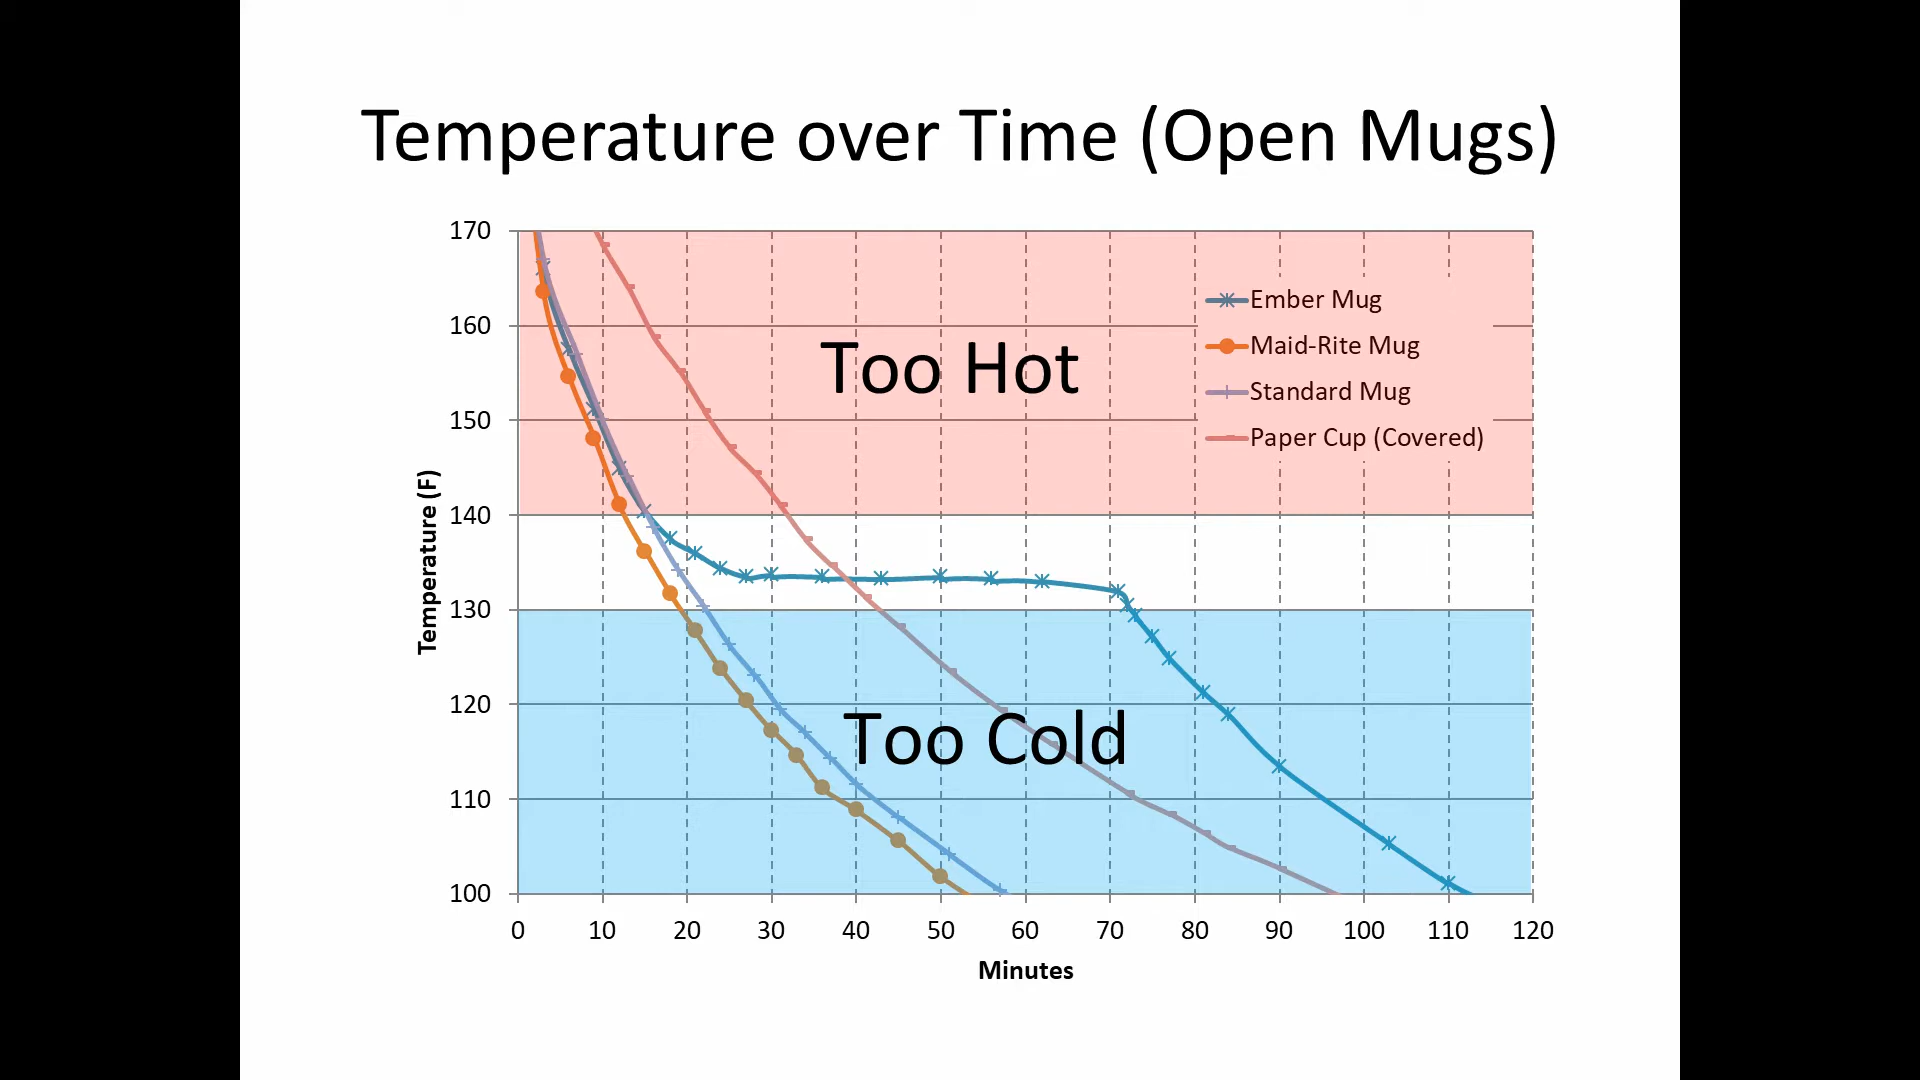 Temperature over Time (Open Mugs)
170
160
150
140
130
120
110
100
Temperature (F)
Too Hot
Too Cold
Ember Mug
Maid-Rite Mug
Standard Mug
Paper Cup (Covered)
0 10 20 30 40 50 60 70 80 90 100 110 120
Minutes